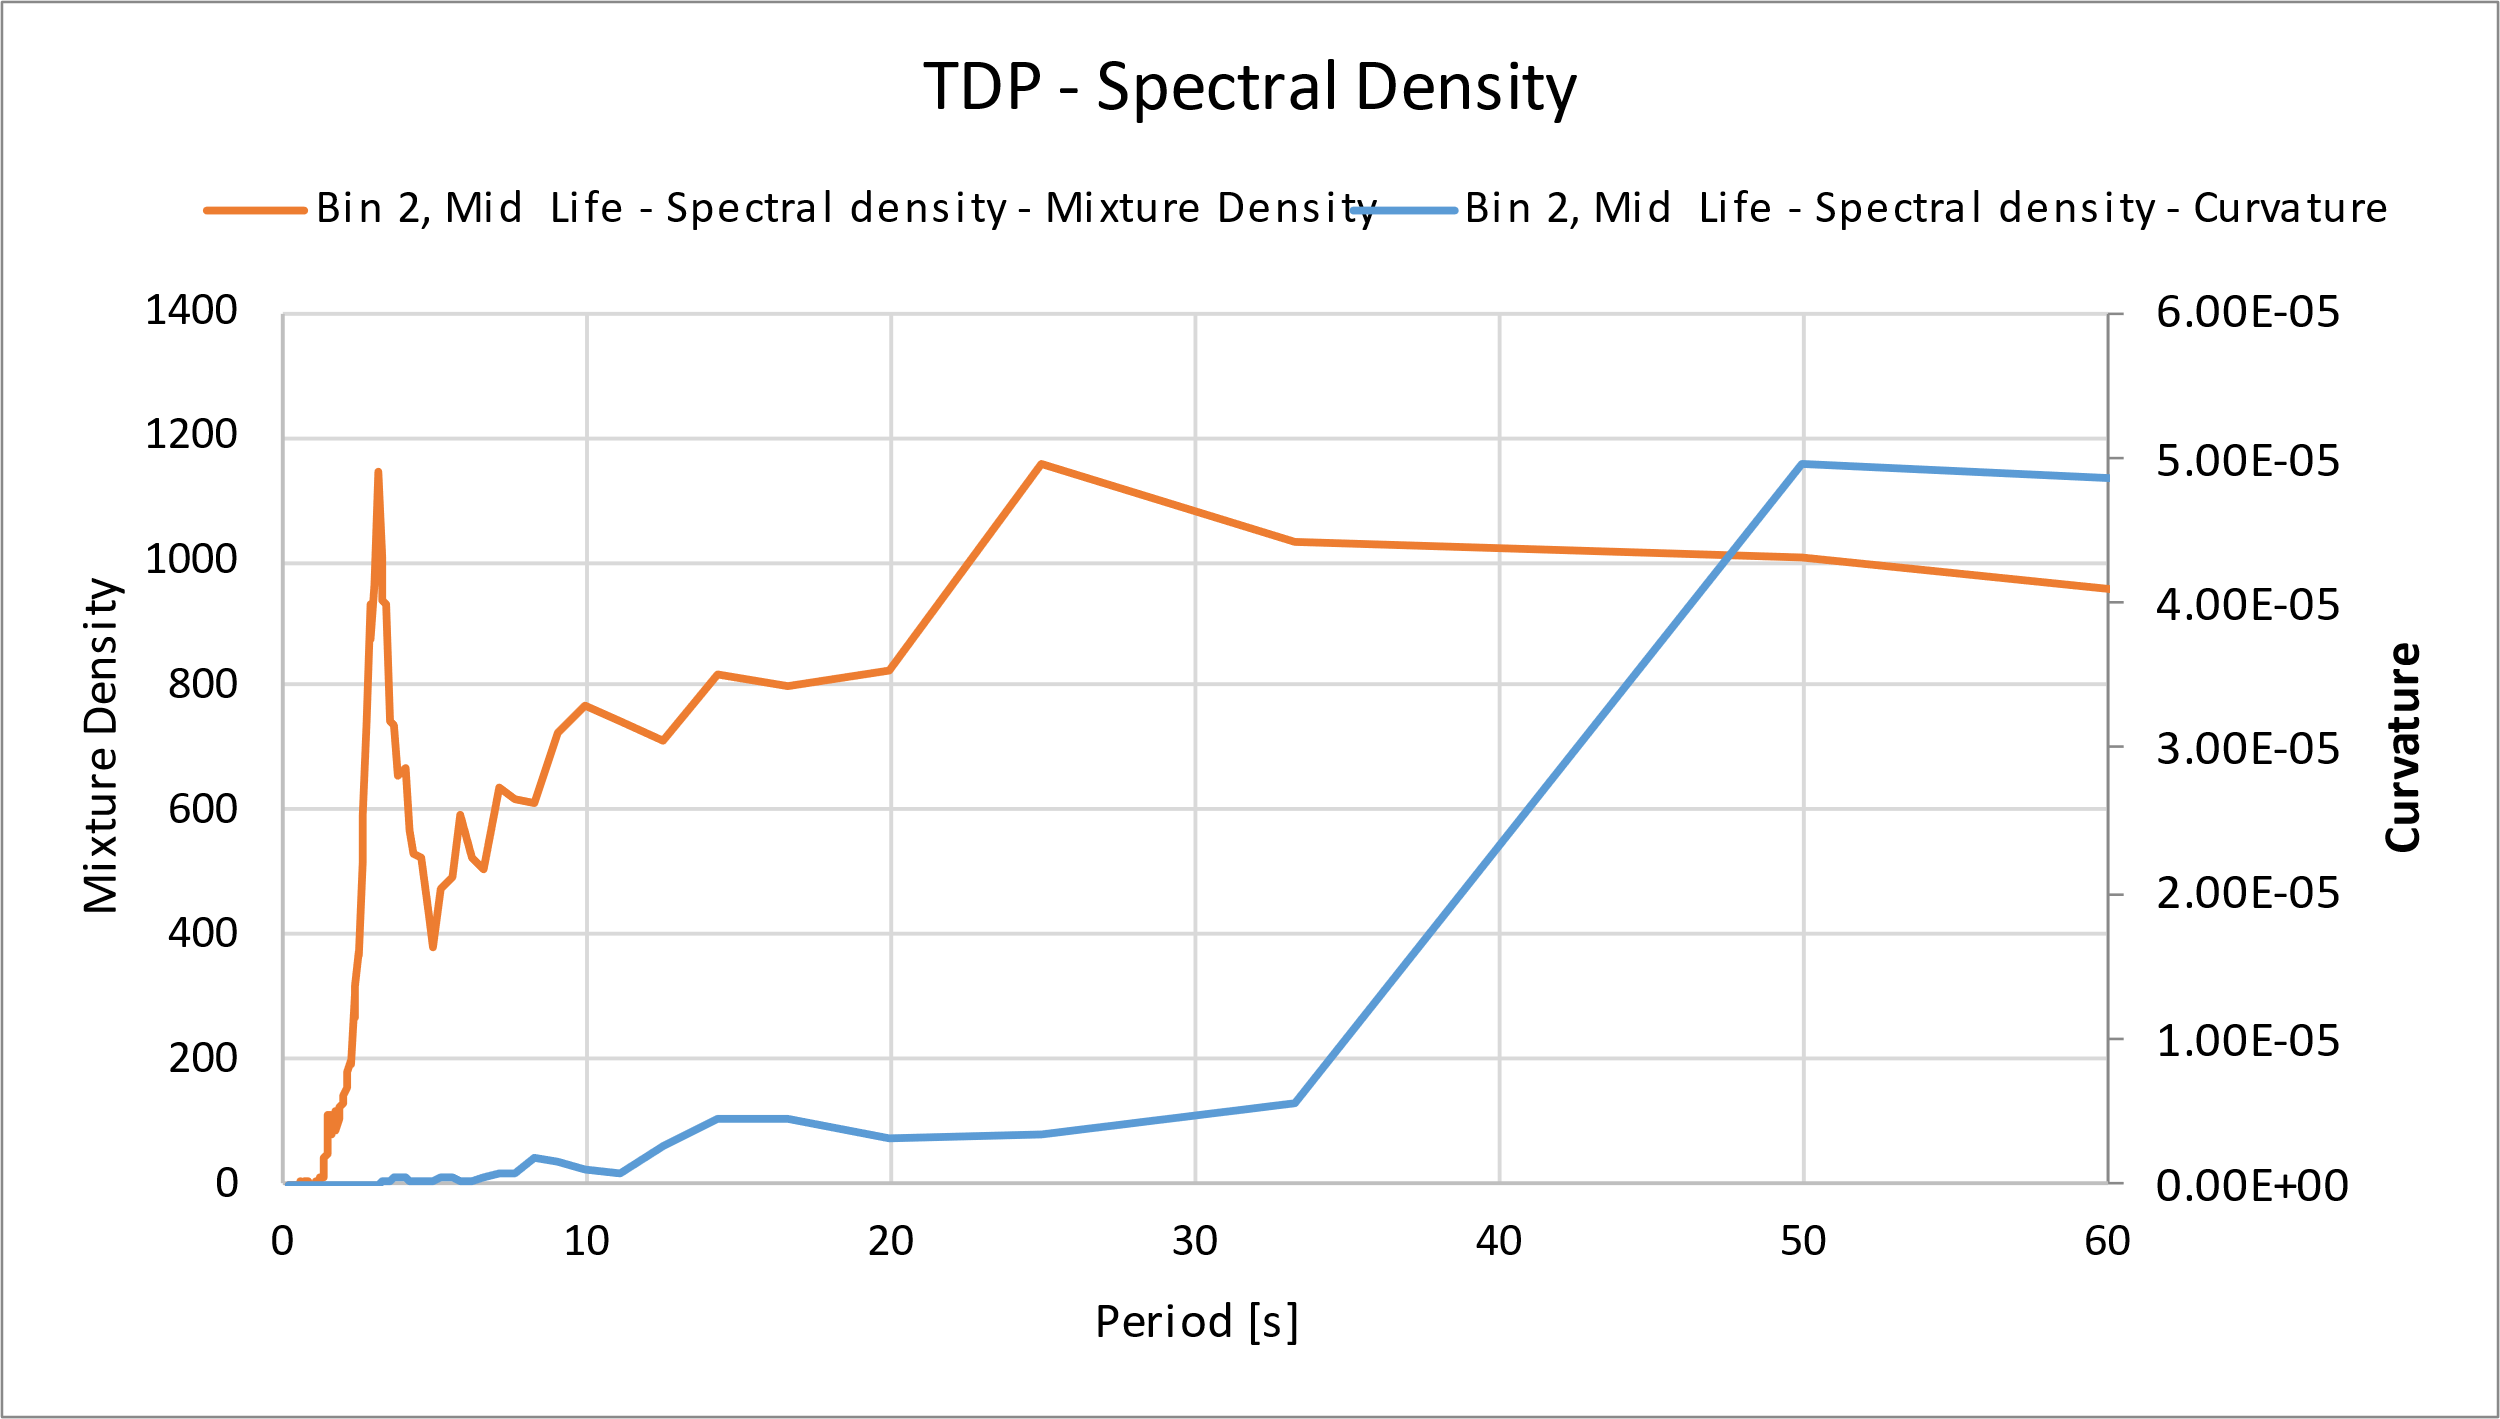 TDP - Spectral Density
Bin 2, Mid Life - Spectral density - Mixture Density
Bin 2, Mid Life - Spectral density - Curvature
1400
1200
1000
800
600
400
200
0
Mixture Density
6.00E-05
5.00E-05
4.00E-05
3.00E-05
2.00E-05
1.00E-05
0.00E+00
Curvature
0 10 20 30 40 50 60
Period [s]